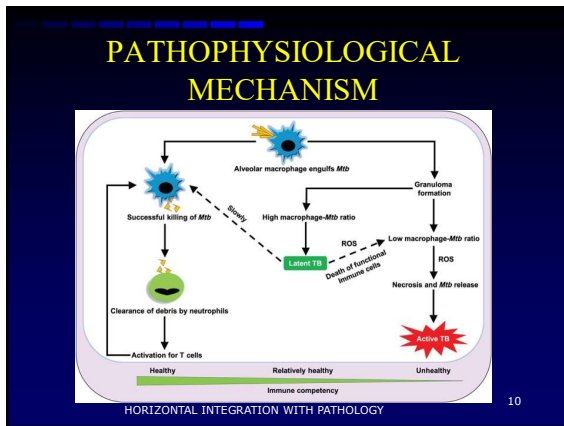 PATHOPHYSIOLOGICAL
MECHANISM
Alveolar macrophage engulfs Mtb
Granuloma
formation
Successful killing of Mtb
Slowly
High macrophage-Mtb ratio
Low macrophage-Mtb ratio
ROS
Latent TB
Death of functional
Immune cells
ROS
Necrosis and Mtb release
Clearance of debris by neutrophils
Active TB
Activation for T cells
Healthy
Relatively healthy
Unhealthy
Immune competency
HORIZONTAL INTEGRATION WITH PATHOLOGY
10